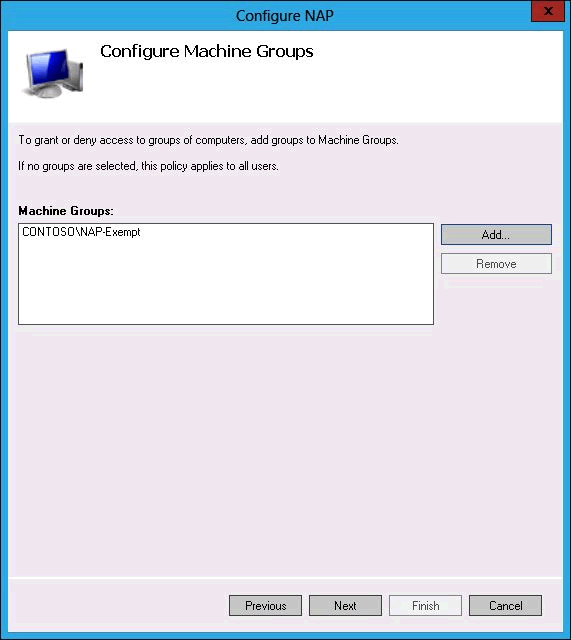 Configure NAP
x
Configure Machine Groups
To grant or deny access to groups of computers, add groups to Machine Groups.
If no groups are selected, this policy applies to all users.
Machine Groups:
CONTOSO\NAP-Exempt
Add...
Remove
Previous
Next
Finish
Cancel